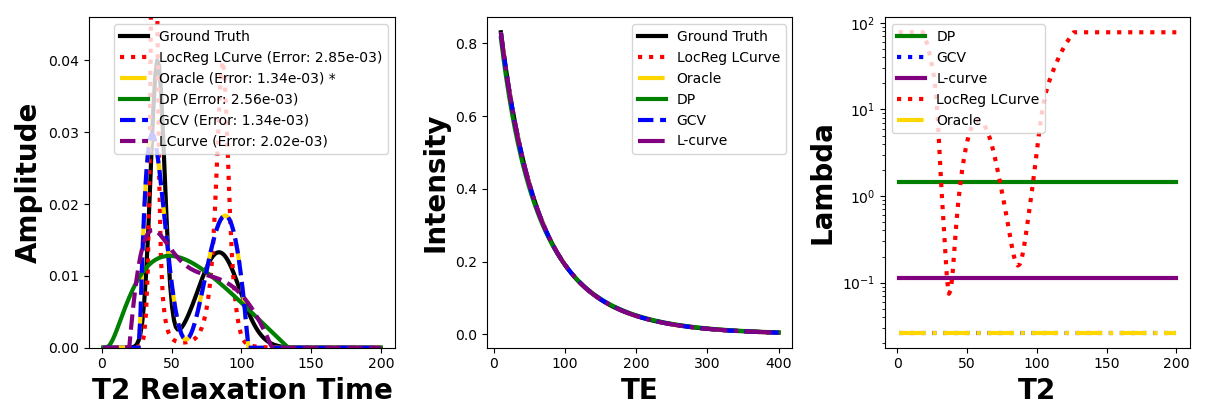 Amplitude
0.04
0.03
0.02
0.01
0.00
Ground Truth
LocReg LCurve (Error: 2.85e-03)
Oracle (Error: 1.34e-03) *
DP (Error: 2.56e-03)
GCV (Error: 1.34e-03)
LCurve (Error: 2.02e-03)
0 50 100 150 200
T2 Relaxation Time
Intensity
0.8
0.6
0.4
0.2
0.0
Ground Truth
LocReg LCurve
Oracle
DP
GCV
L-curve
0 100 200 300 400
TE
Lambda
10²
10¹
10⁰
10⁻¹
DP
GCV
L-curve
LocReg LCurve
Oracle
0 50 100 150 200
T2